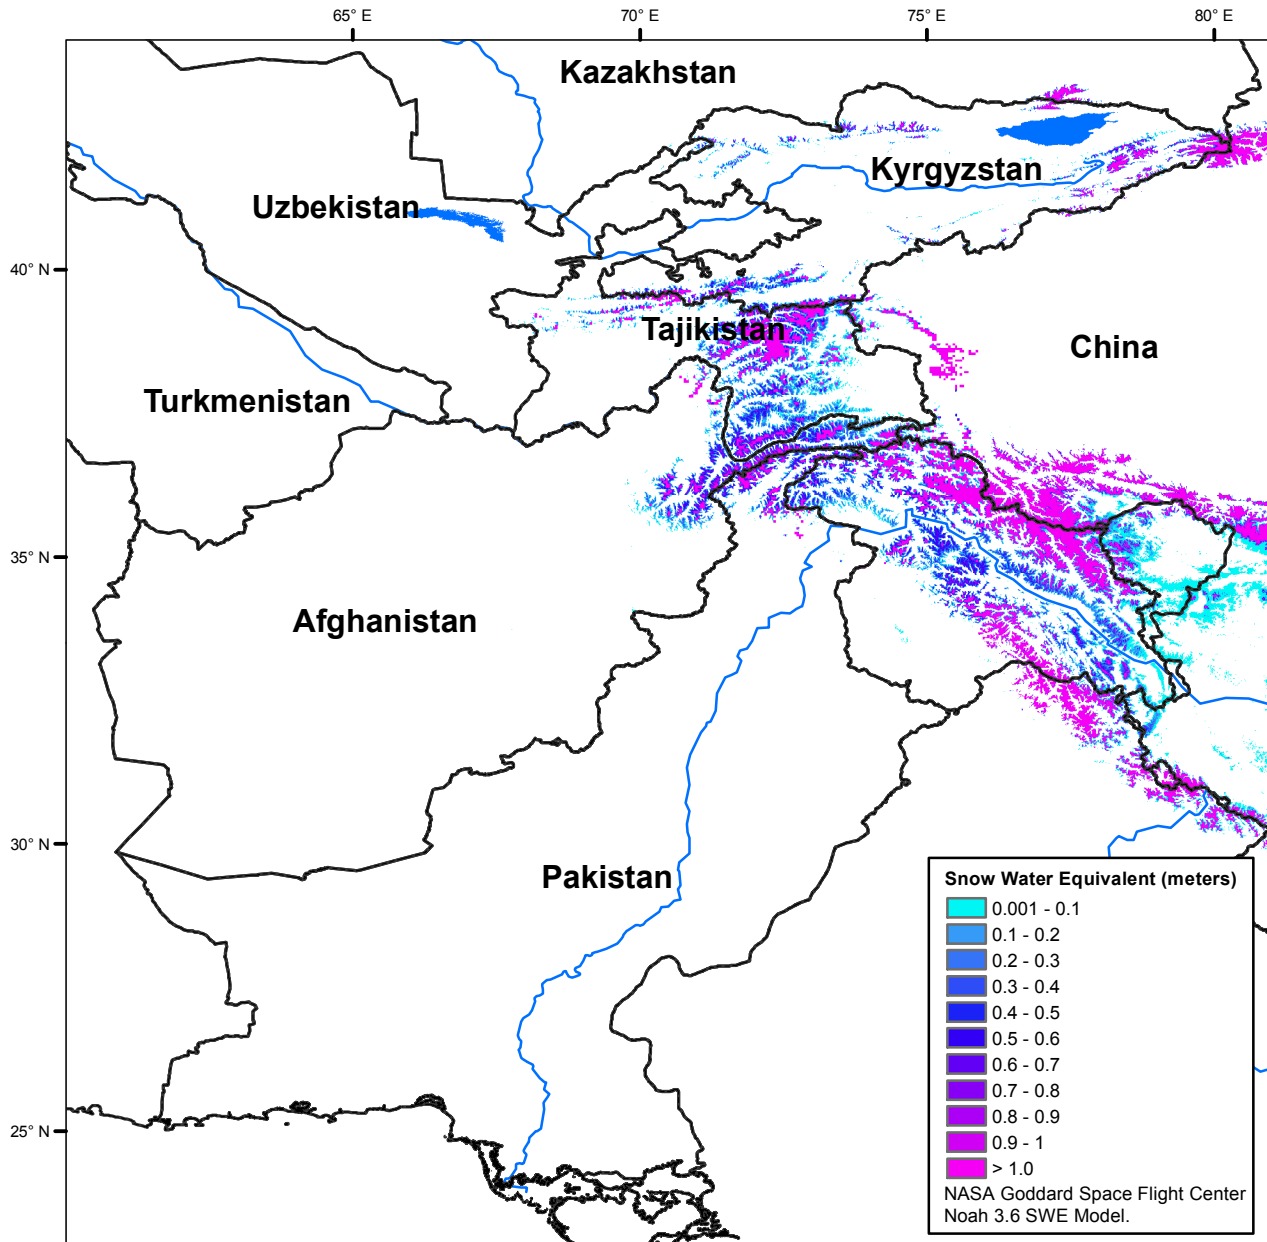 65° E
70° E
75° E
80° E
Kazakhstan
Kyrgyzstan
Uzbekistan
40° N
Tajikistan
China
Turkmenistan
35° N
Afghanistan
30° N
Pakistan
25° N
Snow Water Equivalent (meters)
0.001 - 0.1
0.1 - 0.2
0.2 - 0.3
0.3 - 0.4
0.4 - 0.5
0.5 - 0.6
0.6 - 0.7
0.7 - 0.8
0.8 - 0.9
0.9 - 1
> 1.0
NASA Goddard Space Flight Center
Noah 3.6 SWE Model.